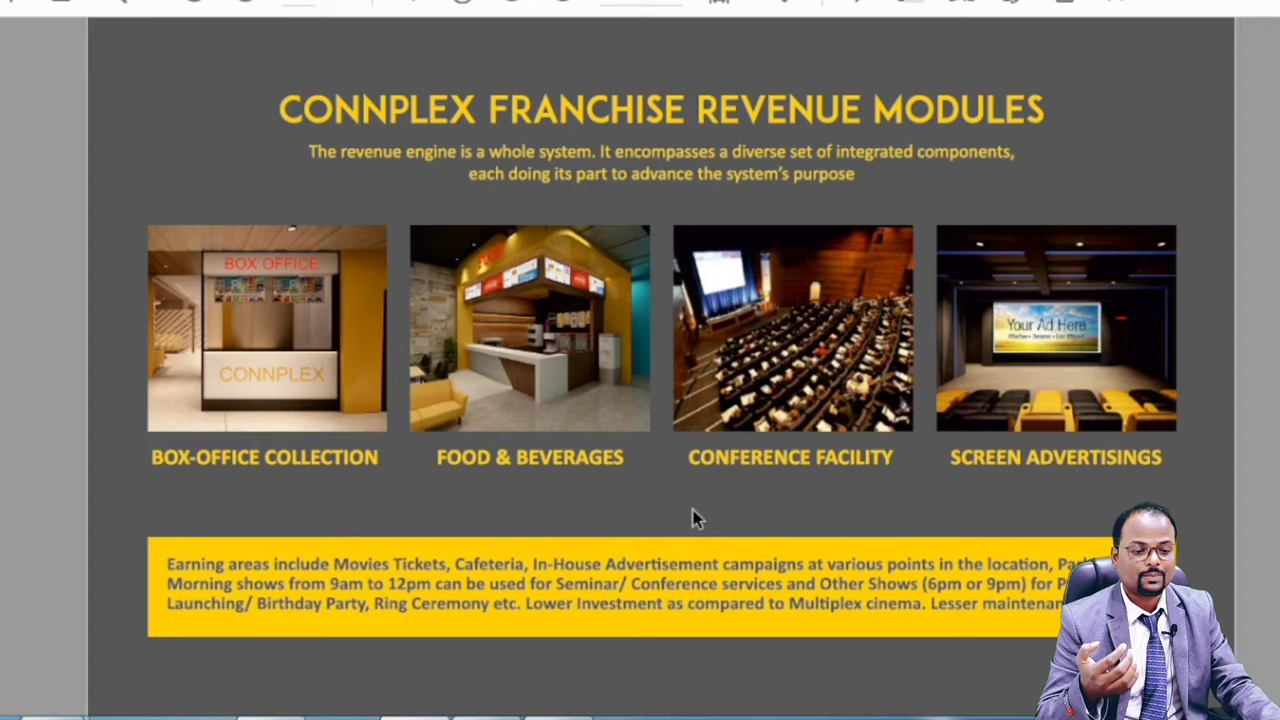 CONNPLEX FRANCHISE REVENUE MODULES
The revenue engine is a whole system. It encompasses a diverse set of integrated components,
each doing its part to advance the system's purpose
BOX OFFICE
CONNPLEX
Your Ad Here
BOX-OFFICE COLLECTION
FOOD & BEVERAGES
CONFERENCE FACILITY
SCREEN ADVERTISINGS
Earning areas include Movies Tickets, Cafeteria, In-House Advertisement campaigns at various points in the location,
Morning shows from 9am to 12pm can be used for Seminar/ Conference services and Other Shows (6pm or 9pm) for
Launching/ Birthday Party, Ring Ceremony etc. Lower Investment as compared to Multiplex cinema. Lesser